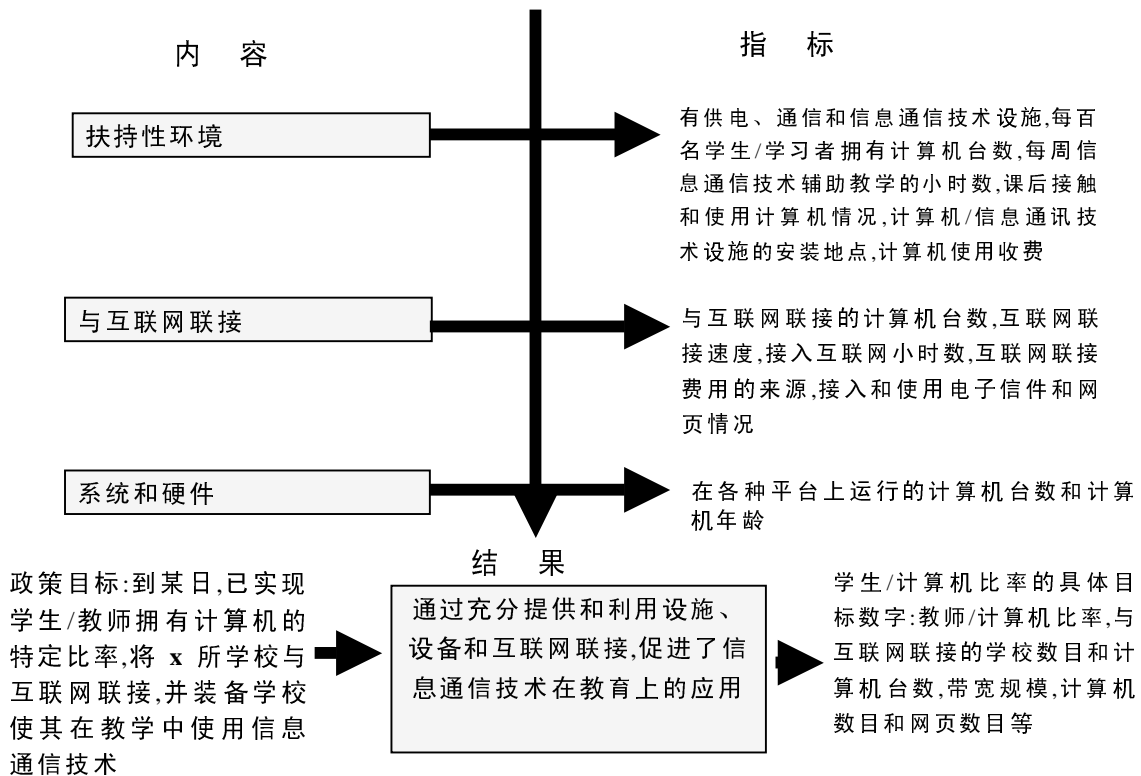 内 容
指 标
扶持性环境
有供电、通信和信息通信技术设施,每百
名学生/学习者拥有计算机台数,每周信
息通信技术辅助教学的小时数,课后接触
和使用计算机情况,计算机/信息通讯技
术设施的安装地点,计算机使用收费
与互联网联接
与互联网联接的计算机台数,互联网联
接速度,接入互联网小时数,互联网联接
费用的来源,接入和使用电子信件和网
页情况
系统和硬件
在各种平台上运行的计算机台数和计算
机年龄
政策目标:到某日,已实现
学生/教师拥有计算机的
特定比率,将 x 所学校与
互联网联接,并装备学校
使其在教学中使用信息
通信技术
结 果
通过充分提供和利用设施、
设备和互联网联接,促进了信
息通信技术在教育上的应用
学生/计算机比率的具体目
标数字:教师/计算机比率,与
互联网联接的学校数目和计
算机台数,带宽规模,计算机
数目和网页数目等